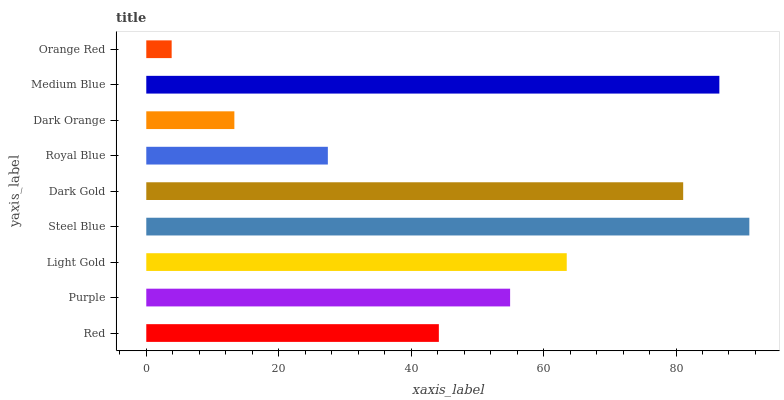 title
Orange Red
Medium Blue
Dark Orange
Royal Blue
Dark Gold
Steel Blue
Light Gold
Purple
Red
yaxis_label
0 20 40 60 80
xaxis_label